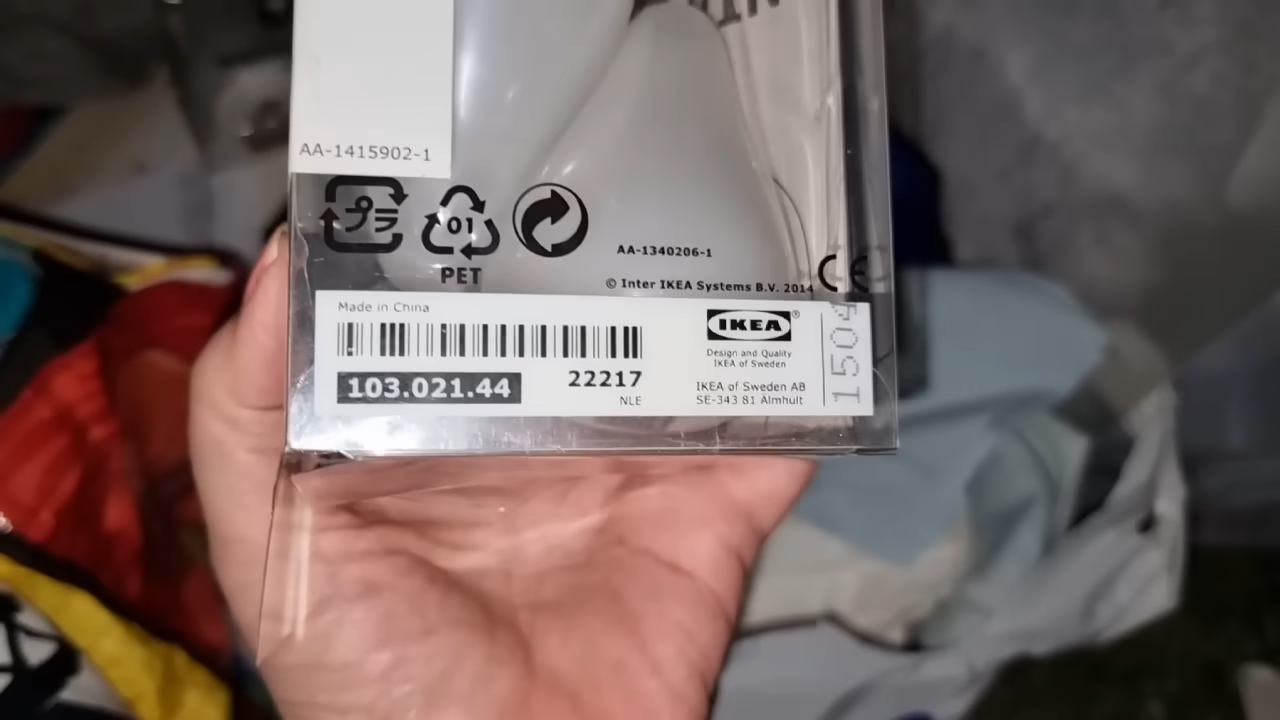 AA-1415902-1
プラ
01
PET
AA-1340206-1
© Inter IKEA Systems B.V. 2014
CE
Made in China
103.021.44
22217
NLE
IKEA®
Design and Quality
IKEA of Sweden
IKEA of Sweden AB
SE-343 81 Älmhult
1504